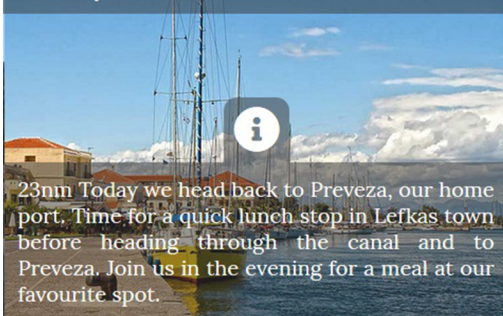 23nm Today we head back to Preveza, our home
port. Time for a quick lunch stop in Lefkas town
before heading through the canal and to
Preveza. Join us in the evening for a meal at our
favourite spot.